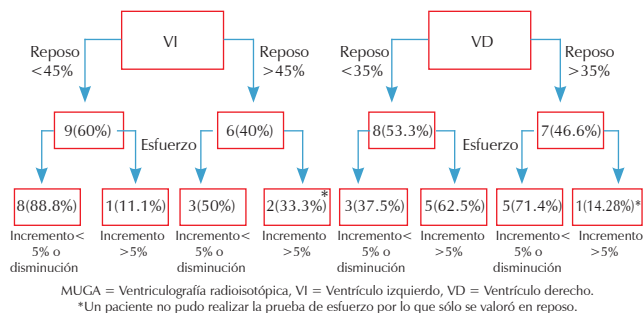 VI
VD
Reposo
<45%
Reposo
>45%
Reposo
<35%
Reposo
>35%
9(60%)
Esfuerzo
6(40%)
8(53.3%)
Esfuerzo
7(46.6%)
8(88.8%)
1(11.1%)
3(50%)
2(33.3%)*
3(37.5%)
5(62.5%)
5(71.4%)
1(14.28%)*
Incremento<
5% o
disminución
Incremento
>5%
Incremento<
5% o
disminución
Incremento
>5%
Incremento<
5% o
disminución
Incremento
>5%
Incremento<
5% o
disminución
Incremento
>5%
MUGA = Ventriculografía radioisotópica, VI = Ventrículo izquierdo, VD = Ventrículo derecho.
*Un paciente no pudo realizar la prueba de esfuerzo por lo que sólo se valoró en reposo.